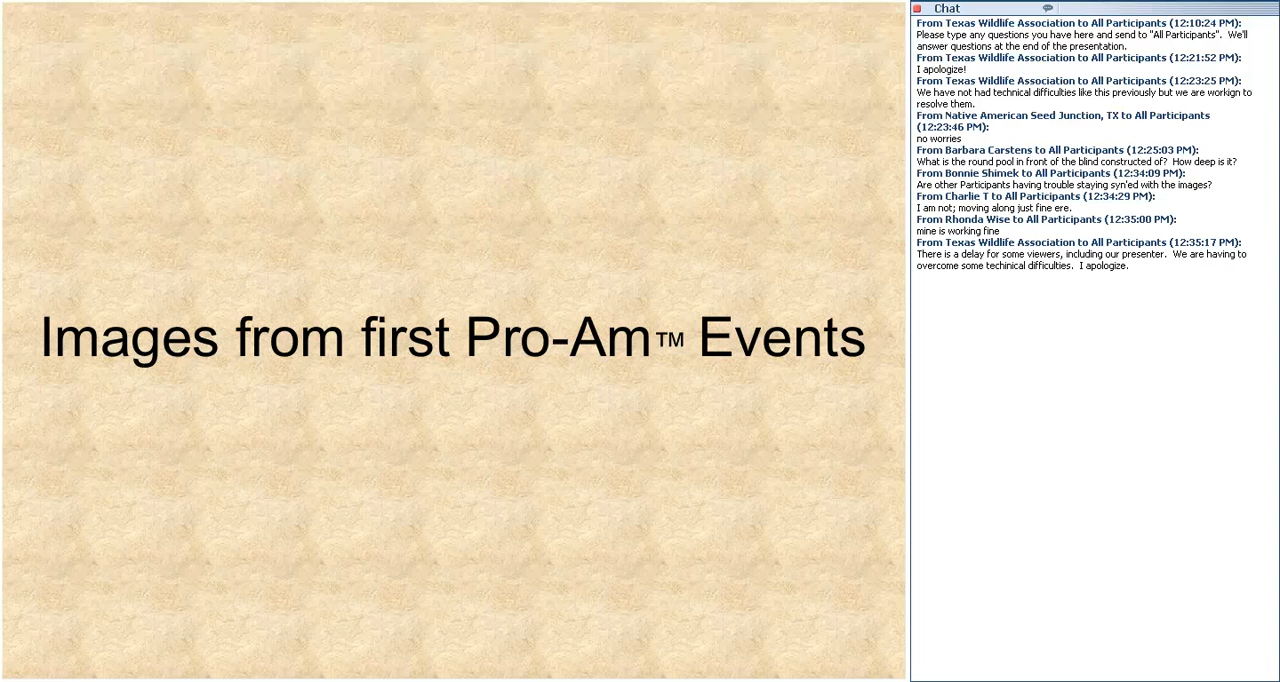 Images from first Pro-Am™ Events
Chat
From Texas Wildlife Association to All Participants (12:10:24 PM):
Please type any questions you have here and send to "All Participants".  We'll
answer questions at the end of the presentation.
From Texas Wildlife Association to All Participants (12:21:52 PM):
I apologize!
From Texas Wildlife Association to All Participants (12:23:25 PM):
We have not had technical difficulties like this previously but we are workign to
resolve them.
From Native American Seed Junction, TX to All Participants
(12:23:46 PM):
no worries
From Barbara Carstens to All Participants (12:25:03 PM):
What is the round pool in front of the blind constructed of?  How deep is it?
From Bonnie Shimek to All Participants (12:34:09 PM):
Are other Participants having trouble staying syn'ed with the images?
From Charlie T to All Participants (12:34:29 PM):
I am not; moving along just fine ere.
From Rhonda Wise to All Participants (12:35:00 PM):
mine is working fine
From Texas Wildlife Association to All Participants (12:35:17 PM):
There is a delay for some viewers, including our presenter.  We are having to
overcome some techinical difficulties.  I apologize.